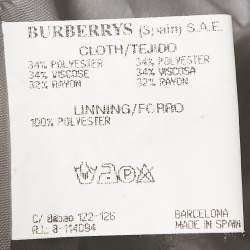 BURBERRYS (Spain) S.A.E.
CLOTH/TEJIDO
34% POLYESTER 34% POLYESTER
34% VISCOSE 34% VISCOSA
32% RAYON 32% RAYON
LINNING/FORRO
100% POLYESTER
C/ Bilbao 122-126 BARCELONA
R.I. 8-114084 MADE IN SPAIN